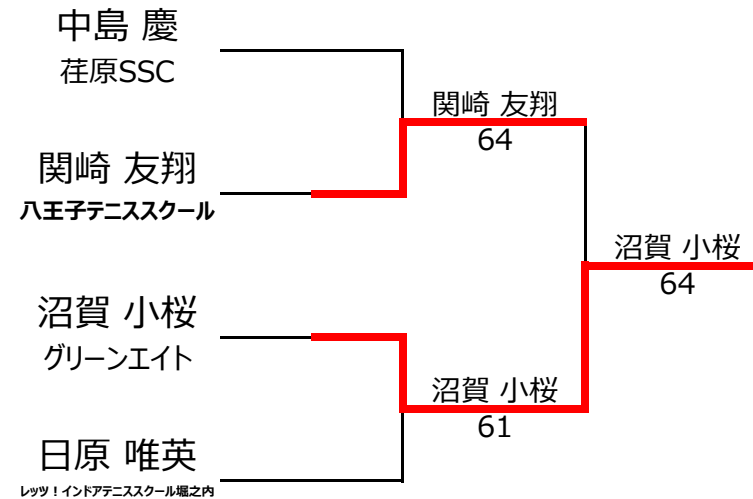 中島 慶
荏原SSC
関崎 友翔
八王子テニススクール
沼賀 小桜
グリーンエイト
日原 唯英
レッツ！インドアテニススクール堀之内
関崎 友翔
64
沼賀 小桜
61
沼賀 小桜
64